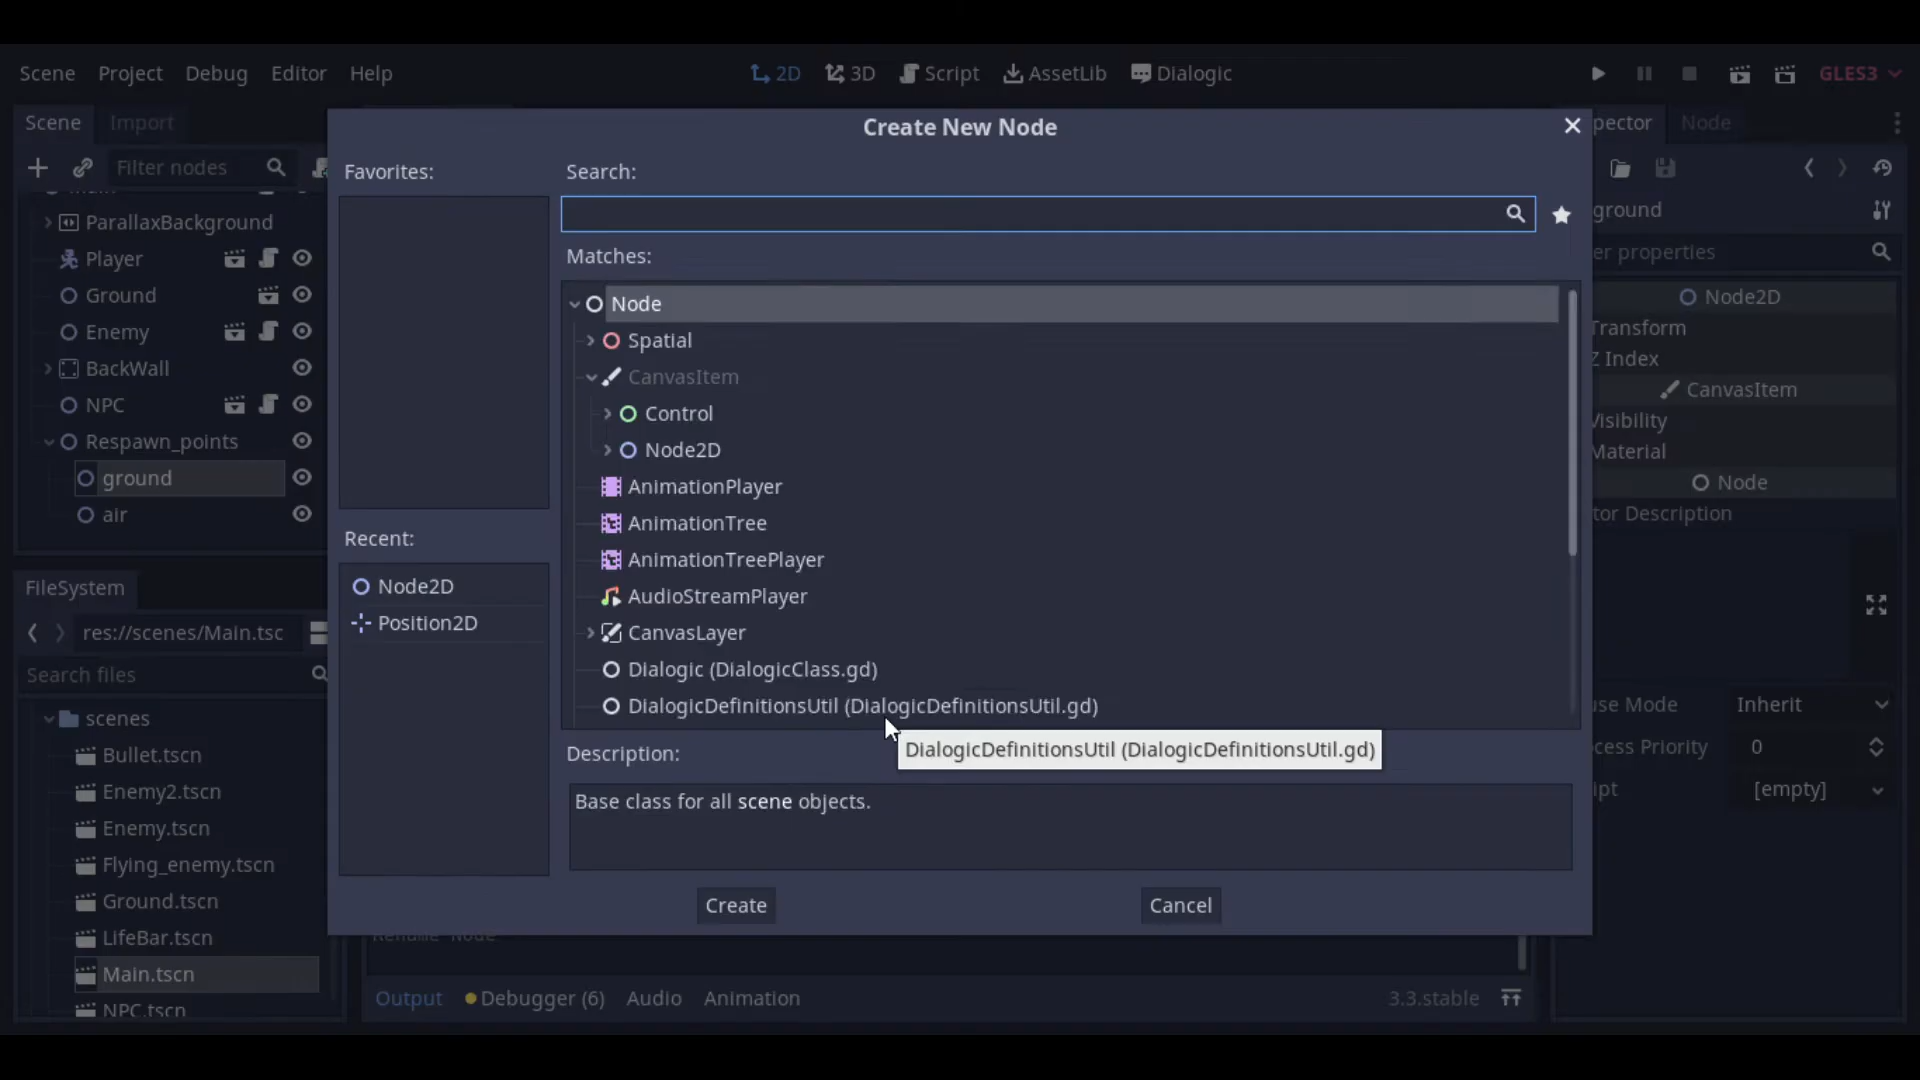 Scene Project Debug Editor Help
2D 3D Script AssetLib Dialogic
GLES3
Scene Import
Filter nodes
ParallaxBackground
Player
Ground
Enemy
BackWall
NPC
Respawn_points
ground
air
FileSystem
res://scenes/Main.tsc
Search files
scenes
Bullet.tscn
Enemy2.tscn
Enemy.tscn
Flying_enemy.tscn
Ground.tscn
LifeBar.tscn
Main.tscn
NPC.tscn
Create New Node
Favorites:
Recent:
Node2D
Position2D
Search:
Matches:
Node
Spatial
CanvasItem
Control
Node2D
AnimationPlayer
AnimationTree
AnimationTreePlayer
AudioStreamPlayer
CanvasLayer
Dialogic (DialogicClass.gd)
DialogicDefinitionsUtil (DialogicDefinitionsUtil.gd)
DialogicDefinitionsUtil (DialogicDefinitionsUtil.gd)
Description:
Base class for all scene objects.
Create Cancel
Rename Node
Output Debugger (6) Audio Animation 3.3.stable
pector Node
ground
er properties
Node2D
Transform
Z Index
CanvasItem
Visibility
Material
Node
tor Description
use Mode Inherit
cess Priority 0
ipt [empty]